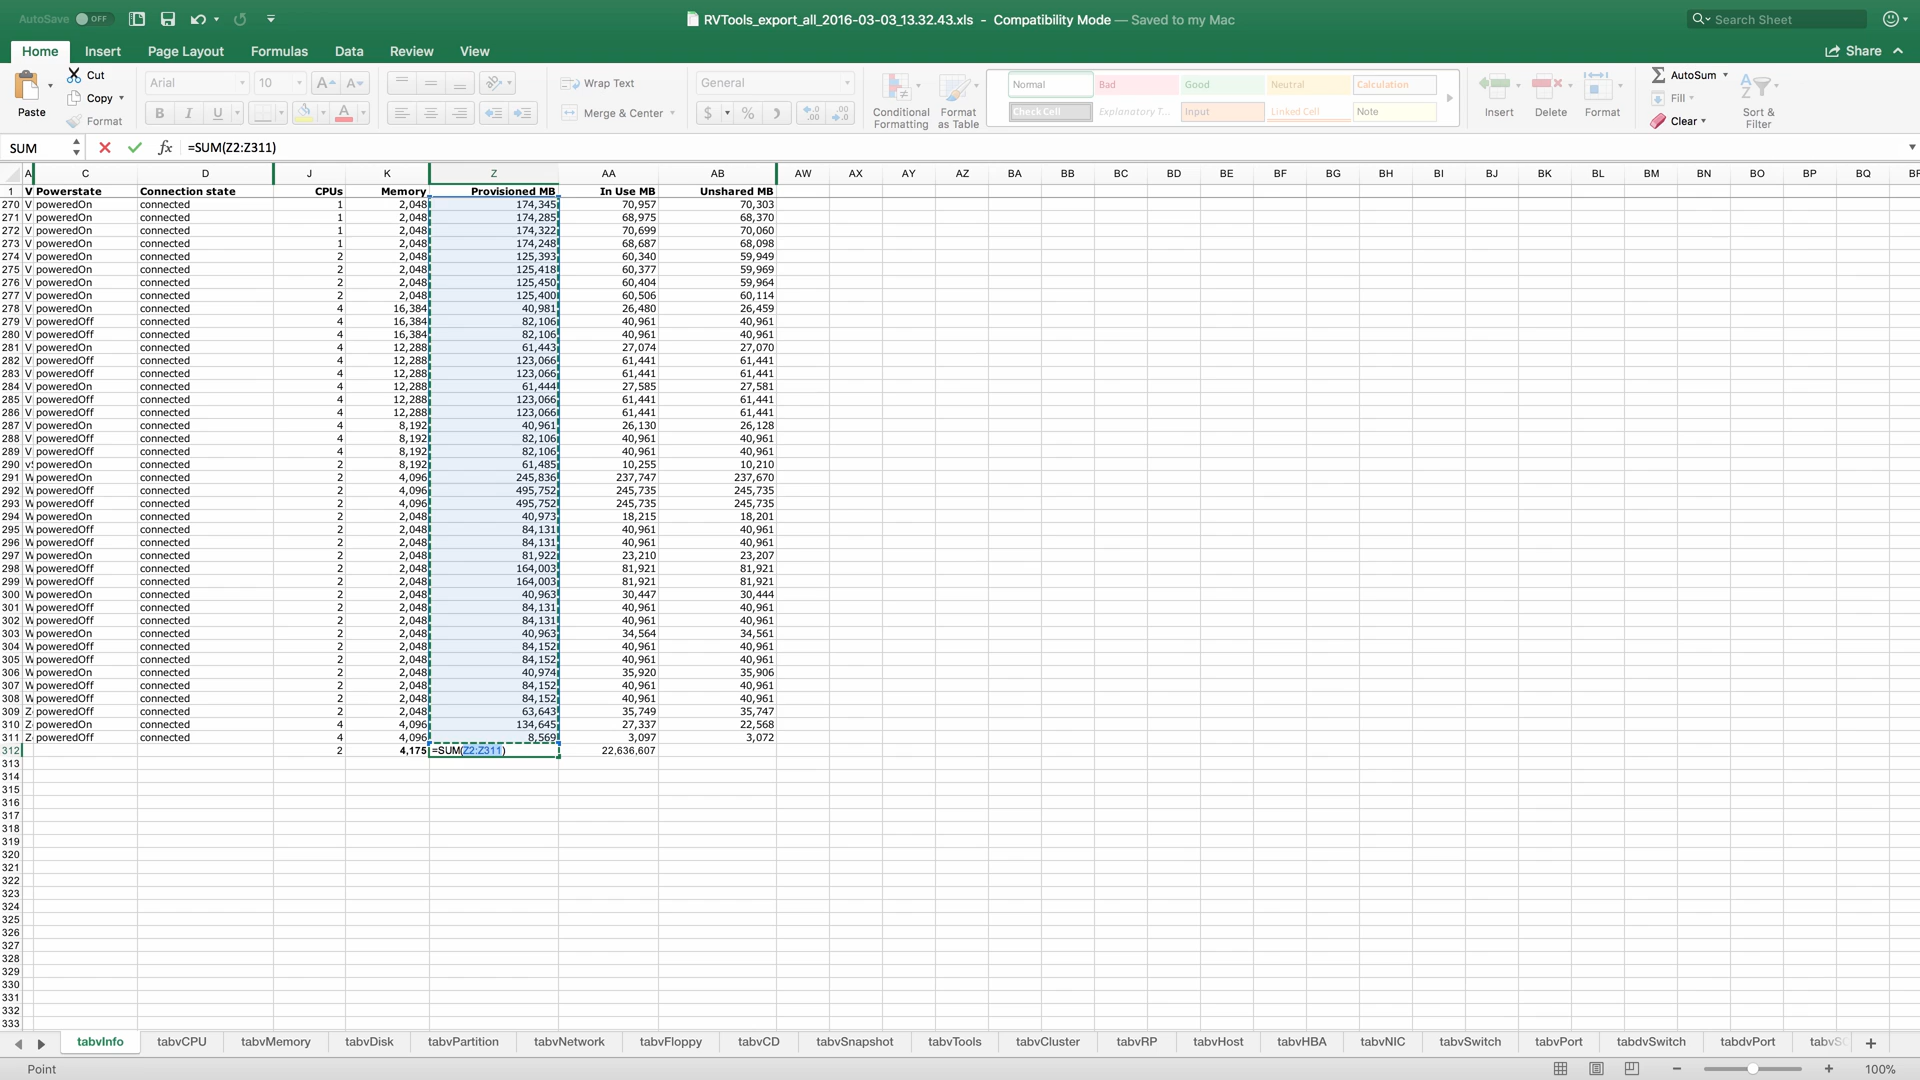 AutoSave OFF RVTools_export_all_2016-03-03_13.32.43.xls - Compatibility Mode — Saved to my Mac Search Sheet
Home Insert Page Layout Formulas Data Review View Share
Paste Cut Copy Format Arial 10 Wrap Text Merge & Center General Conditional Formatting Format as Table Normal Bad Good Neutral Calculation Check Cell Explanatory T... Input Linked Cell Note Insert Delete Format AutoSum Fill Clear Sort & Filter
SUM fx =SUM(Z2:Z311)
A C D J K Z AA AB AW AX AY AZ BA BB BC BD BE BF BG BH BI BJ BK BL BM BN BO BP BQ
1 V Powerstate Connection state CPUs Memory Provisioned MB In Use MB Unshared MB
270 V poweredOn connected 1 2,048 174,345 70,957 70,303
271 V poweredOn connected 1 2,048 174,285 68,975 68,370
272 V poweredOn connected 1 2,048 174,322 70,699 70,060
273 V poweredOn connected 1 2,048 174,248 68,687 68,098
274 V poweredOn connected 2 2,048 125,393 60,340 59,949
275 V poweredOn connected 2 2,048 125,418 60,377 59,969
276 V poweredOn connected 2 2,048 125,450 60,404 59,964
277 V poweredOn connected 2 2,048 125,400 60,506 60,114
278 V poweredOn connected 4 16,384 40,981 26,480 26,459
279 V poweredOff connected 4 16,384 82,106 40,961 40,961
280 V poweredOff connected 4 16,384 82,106 40,961 40,961
281 V poweredOn connected 4 12,288 61,443 27,074 27,070
282 V poweredOff connected 4 12,288 123,066 61,441 61,441
283 V poweredOff connected 4 12,288 123,066 61,441 61,441
284 V poweredOn connected 4 12,288 61,444 27,585 27,581
285 V poweredOff connected 4 12,288 123,066 61,441 61,441
286 V poweredOff connected 4 12,288 123,066 61,441 61,441
287 V poweredOn connected 4 8,192 40,961 26,130 26,128
288 V poweredOff connected 4 8,192 82,106 40,961 40,961
289 V poweredOff connected 4 8,192 82,106 40,961 40,961
290 poweredOn connected 2 8,192 61,485 10,255 10,210
291 W poweredOn connected 2 4,096 245,836 237,747 237,670
292 W poweredOff connected 2 4,096 495,752 245,735 245,735
293 W poweredOff connected 2 4,096 495,752 245,735 245,735
294 W poweredOn connected 2 2,048 40,973 18,215 18,201
295 W poweredOff connected 2 2,048 84,131 40,961 40,961
296 W poweredOff connected 2 2,048 84,131 40,961 40,961
297 W poweredOn connected 2 2,048 81,922 23,210 23,207
298 W poweredOff connected 2 2,048 164,003 81,921 81,921
299 W poweredOff connected 2 2,048 164,003 81,921 81,921
300 W poweredOn connected 2 2,048 40,963 30,447 30,444
301 W poweredOff connected 2 2,048 84,131 40,961 40,961
302 W poweredOff connected 2 2,048 84,131 40,961 40,961
303 W poweredOn connected 2 2,048 40,963 34,564 34,561
304 W poweredOff connected 2 2,048 84,152 40,961 40,961
305 W poweredOff connected 2 2,048 84,152 40,961 40,961
306 W poweredOn connected 2 2,048 40,974 35,920 35,906
307 W poweredOff connected 2 2,048 84,152 40,961 40,961
308 W poweredOff connected 2 2,048 84,152 40,961 40,961
309 Z poweredOff connected 2 2,048 63,643 35,749 35,747
310 Z poweredOn connected 4 4,096 134,645 27,337 22,568
311 Z poweredOff connected 4 4,096 8,569 3,097 3,072
312 2 4,175 =SUM(Z2:Z311) 22,636,607
313
314
315
316
317
318
319
320
321
322
323
324
325
326
327
328
329
330
331
332
333
tabvInfo tabvCPU tabvMemory tabvDisk tabvPartition tabvNetwork tabvFloppy tabvCD tabvSnapshot tabvTools tabvCluster tabvRP tabvHost tabvHBA tabvNIC tabvSwitch tabvPort tabdvSwitch tabdvPort
Point 100%